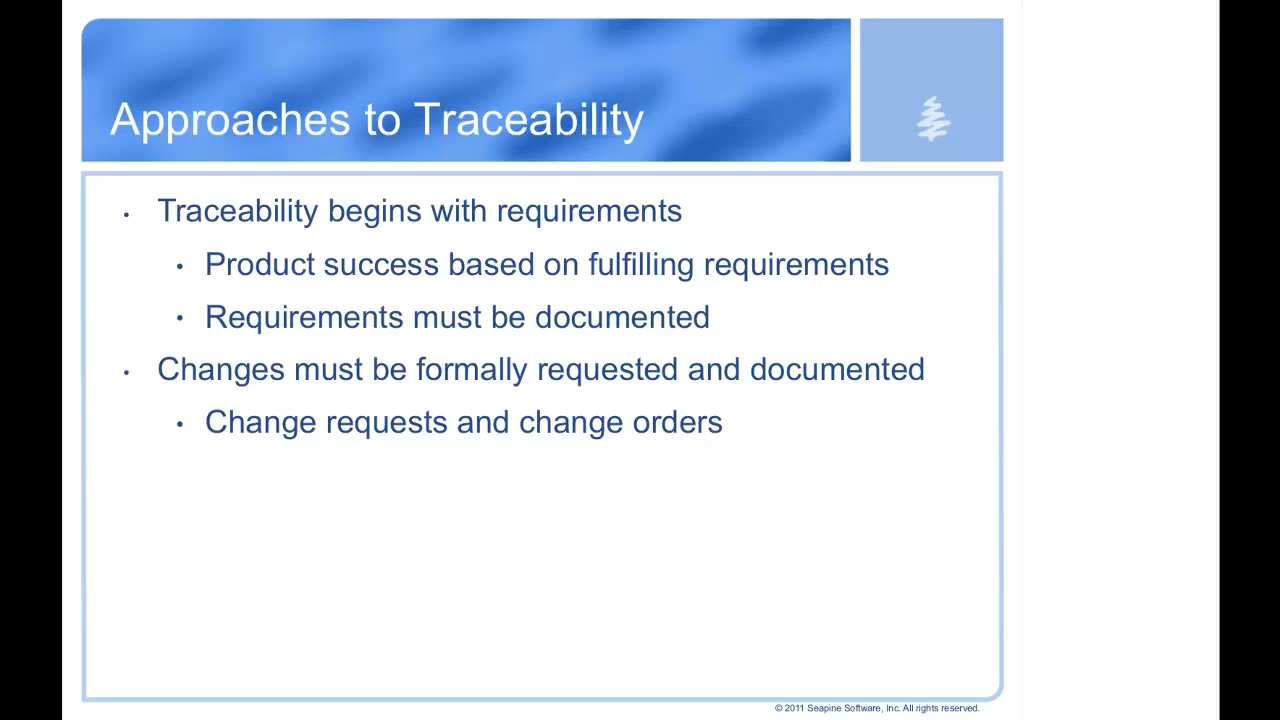 Approaches to Traceability
• Traceability begins with requirements
• Product success based on fulfilling requirements
• Requirements must be documented
• Changes must be formally requested and documented
• Change requests and change orders
© 2011 Seapine Software, Inc. All rights reserved.